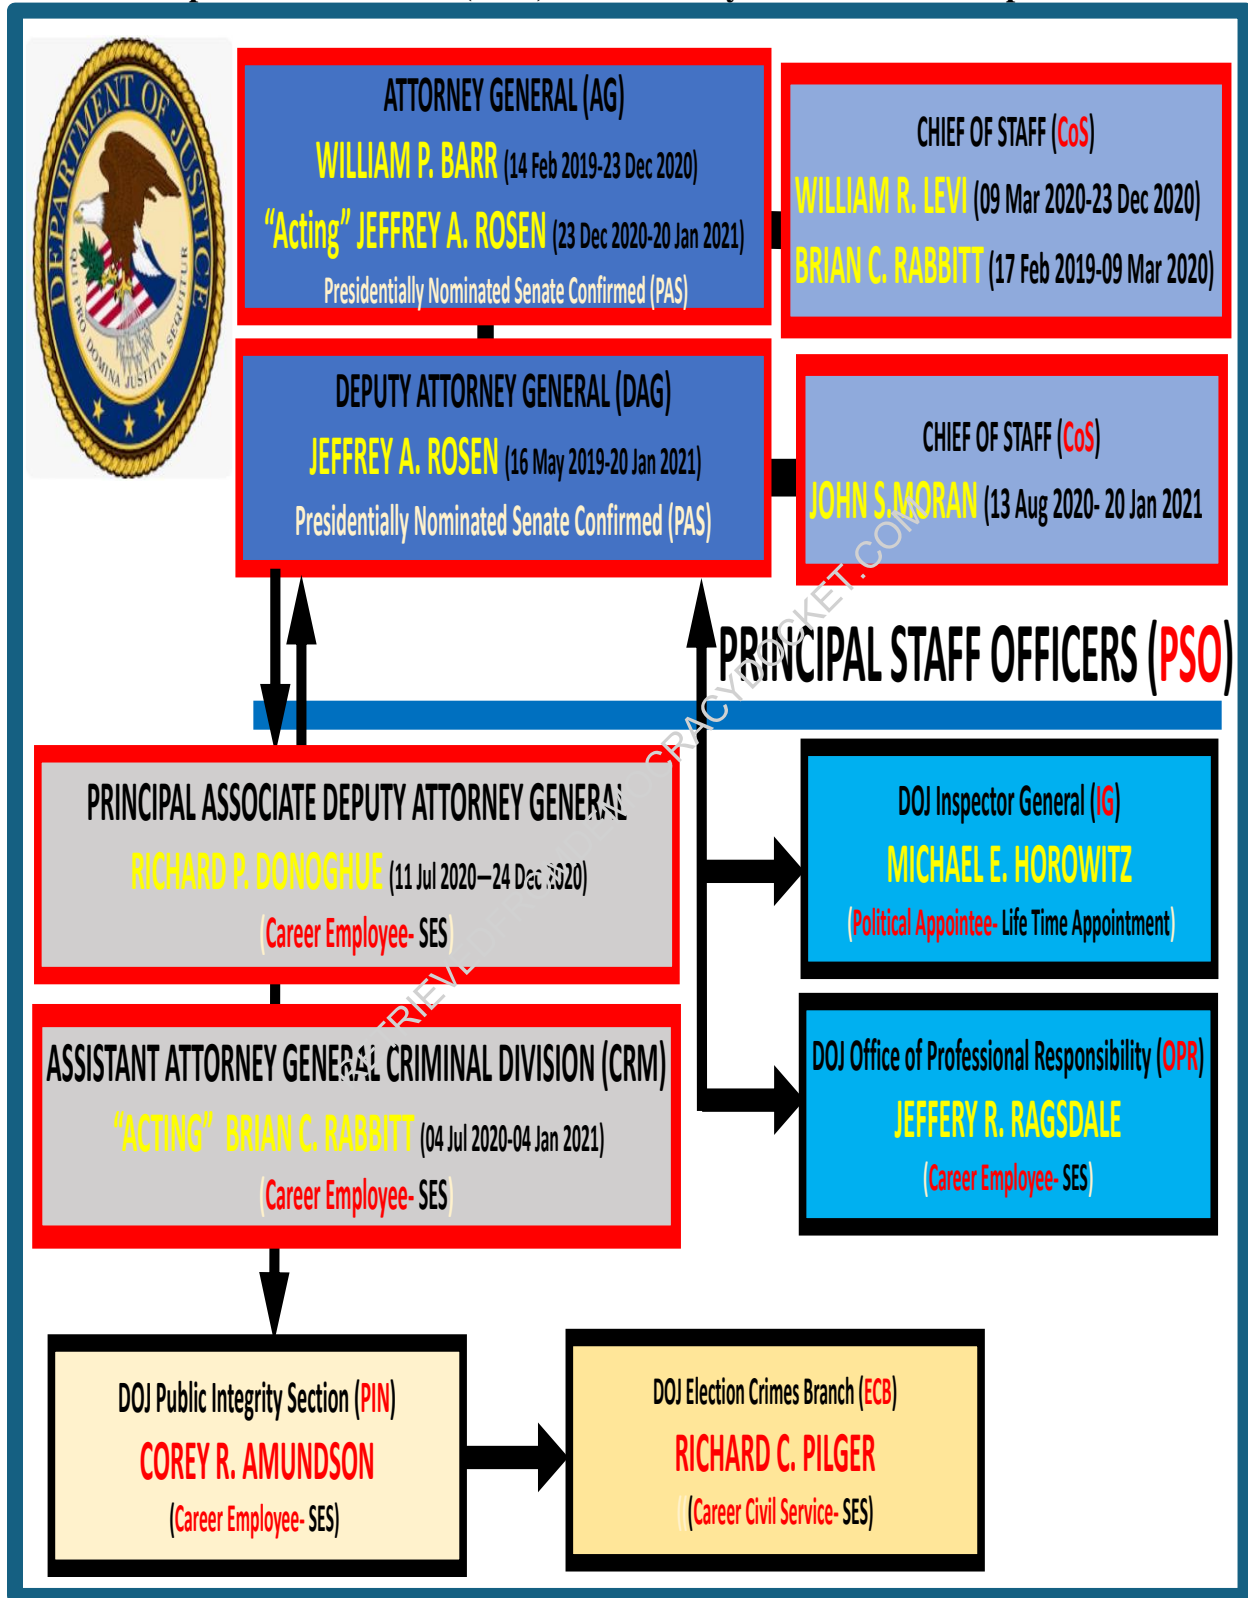 DEPARTMENT OF JUSTICE
QUI PRO DOMINA JUSTITIA SEQUITUR
ATTORNEY GENERAL (AG)
WILLIAM P. BARR (14 Feb 2019-23 Dec 2020)
“Acting” JEFFREY A. ROSEN (23 Dec 2020-20 Jan 2021)
Presidentially Nominated Senate Confirmed (PAS)
CHIEF OF STAFF (CoS)
WILLIAM R. LEVI (09 Mar 2020-23 Dec 2020)
BRIAN C. RABBITT (17 Feb 2019-09 Mar 2020)
DEPUTY ATTORNEY GENERAL (DAG)
JEFFREY A. ROSEN (16 May 2019-20 Jan 2021)
Presidentially Nominated Senate Confirmed (PAS)
CHIEF OF STAFF (CoS)
JOHN S.MORAN (13 Aug 2020- 20 Jan 2021
PRINCIPAL STAFF OFFICERS (PSO)
PRINCIPAL ASSOCIATE DEPUTY ATTORNEY GENERAL
RICHARD P. DONOGHUE (11 Jul 2020—24 Dec 2020)
(Career Employee- SES)
DOJ Inspector General (IG)
MICHAEL E. HOROWITZ
(Political Appointee- Life Time Appointment)
ASSISTANT ATTORNEY GENERAL CRIMINAL DIVISION (CRM)
“ACTING” BRIAN C. RABBITT (04 Jul 2020-04 Jan 2021)
(Career Employee- SES)
DOJ Office of Professional Responsibility (OPR)
JEFFERY R. RAGSDALE
(Career Employee- SES)
DOJ Public Integrity Section (PIN)
COREY R. AMUNDSON
(Career Employee- SES)
DOJ Election Crimes Branch (ECB)
RICHARD C. PILGER
(((Career Civil Service- SES)